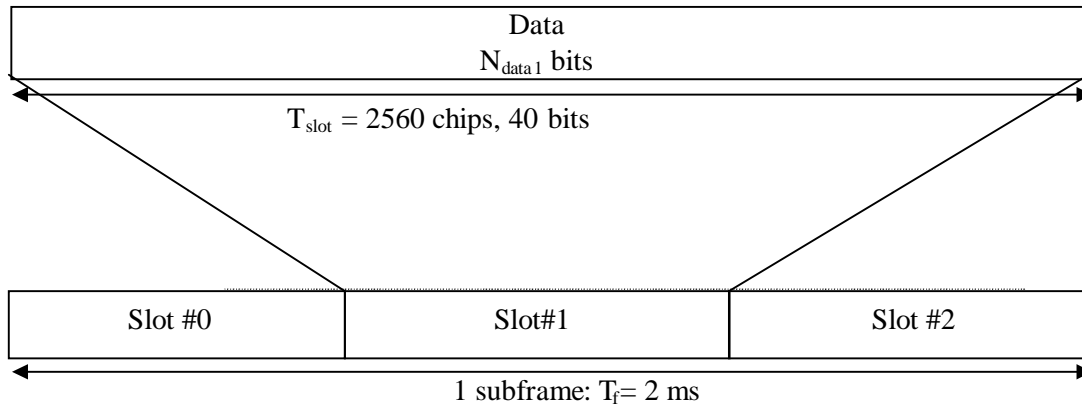 Data
N_data1 bits
T_slot = 2560 chips, 40 bits
Slot #0 Slot#1 Slot #2
1 subframe: T_f= 2 ms